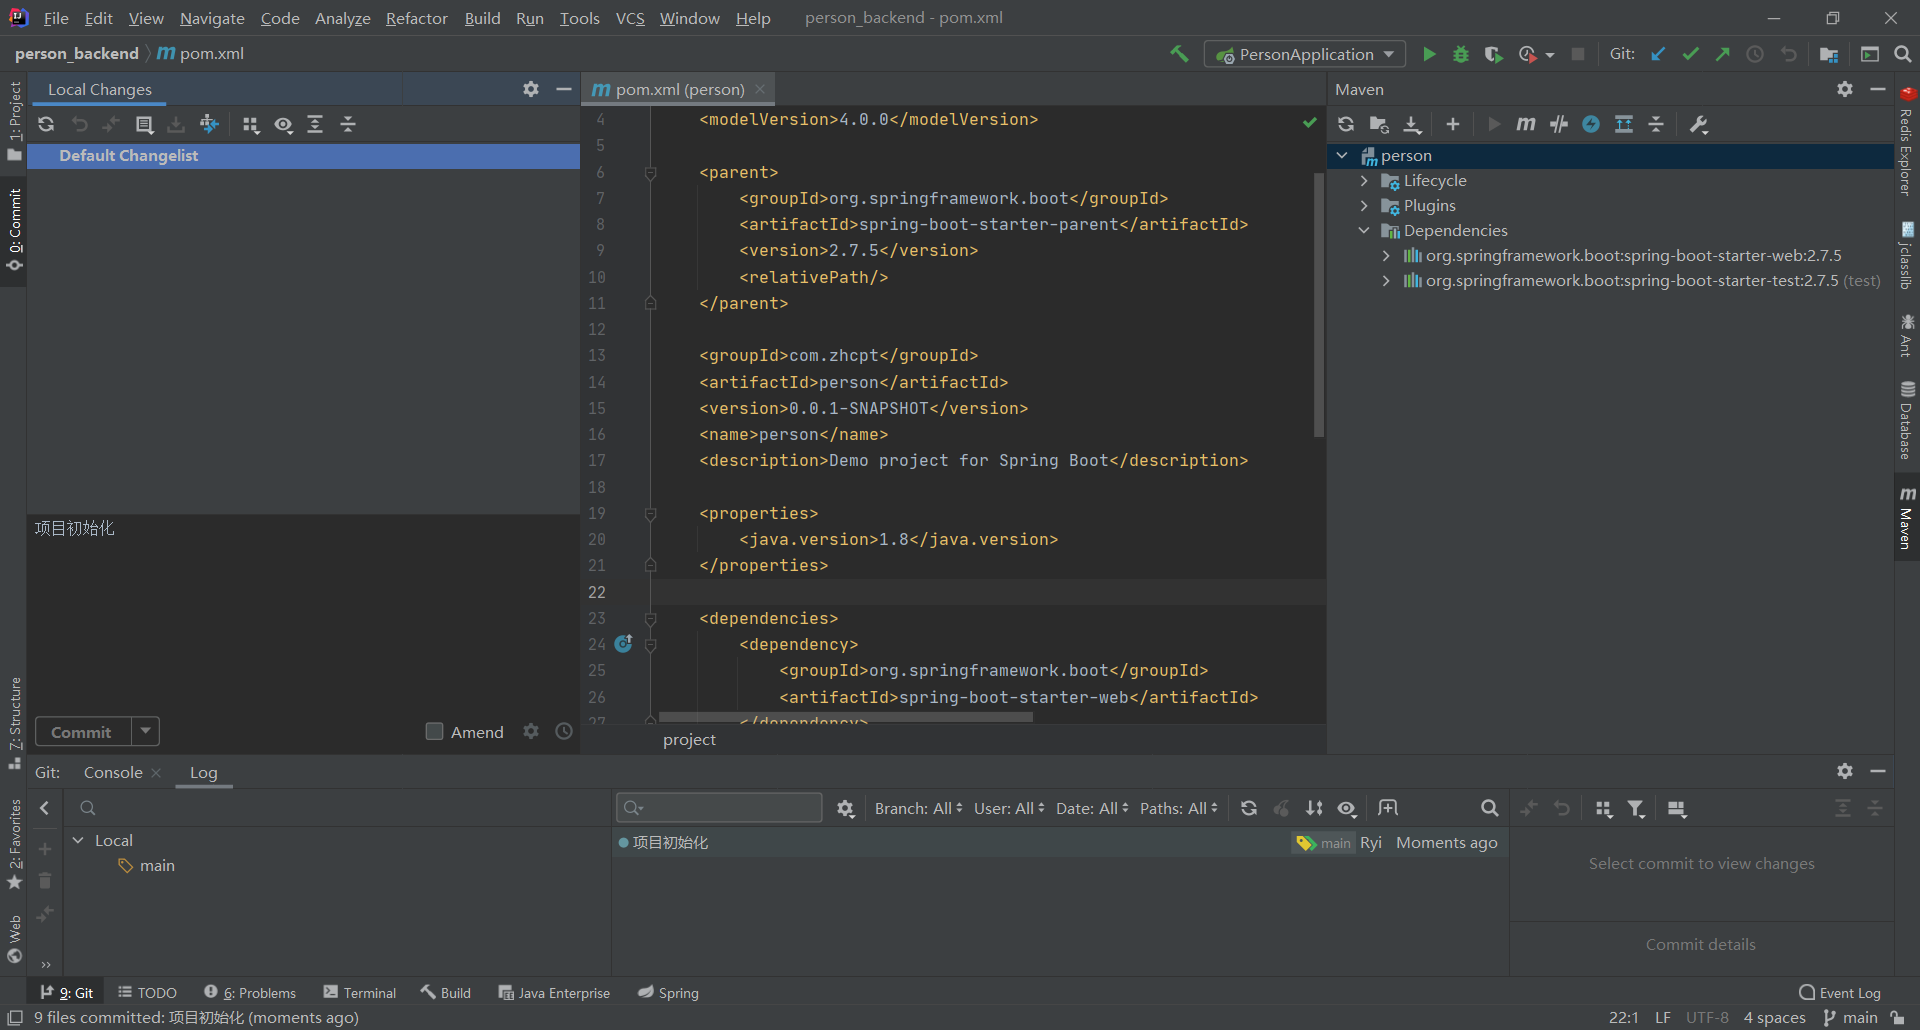 File Edit View Navigate Code Analyze Refactor Build Run Tools VCS Window Help person_backend - pom.xml
person_backend pom.xml PersonApplication Git:
Local Changes
Default Changelist
项目初始化
Commit Amend
pom.xml (person)
4 <modelVersion>4.0.0</modelVersion>
5
6 <parent>
7 <groupId>org.springframework.boot</groupId>
8 <artifactId>spring-boot-starter-parent</artifactId>
9 <version>2.7.5</version>
10 <relativePath/>
11 </parent>
12
13 <groupId>com.zhcpt</groupId>
14 <artifactId>person</artifactId>
15 <version>0.0.1-SNAPSHOT</version>
16 <name>person</name>
17 <description>Demo project for Spring Boot</description>
18
19 <properties>
20 <java.version>1.8</java.version>
21 </properties>
22
23 <dependencies>
24 <dependency>
25 <groupId>org.springframework.boot</groupId>
26 <artifactId>spring-boot-starter-web</artifactId>
27 </dependency>
project
Maven
person
Lifecycle
Plugins
Dependencies
org.springframework.boot:spring-boot-starter-web:2.7.5
org.springframework.boot:spring-boot-starter-test:2.7.5 (test)
1: Project
0: Commit
7: Structure
2: Favorites
Web
Redis Explorer
jclasslib
Ant
Database
Maven
Git: Console Log
Local
main
Branch: All User: All Date: All Paths: All
项目初始化 main Ryi Moments ago
Select commit to view changes
Commit details
9: Git TODO 6: Problems Terminal Build Java Enterprise Spring Event Log
9 files committed: 项目初始化 (moments ago) 22:1 LF UTF-8 4 spaces main